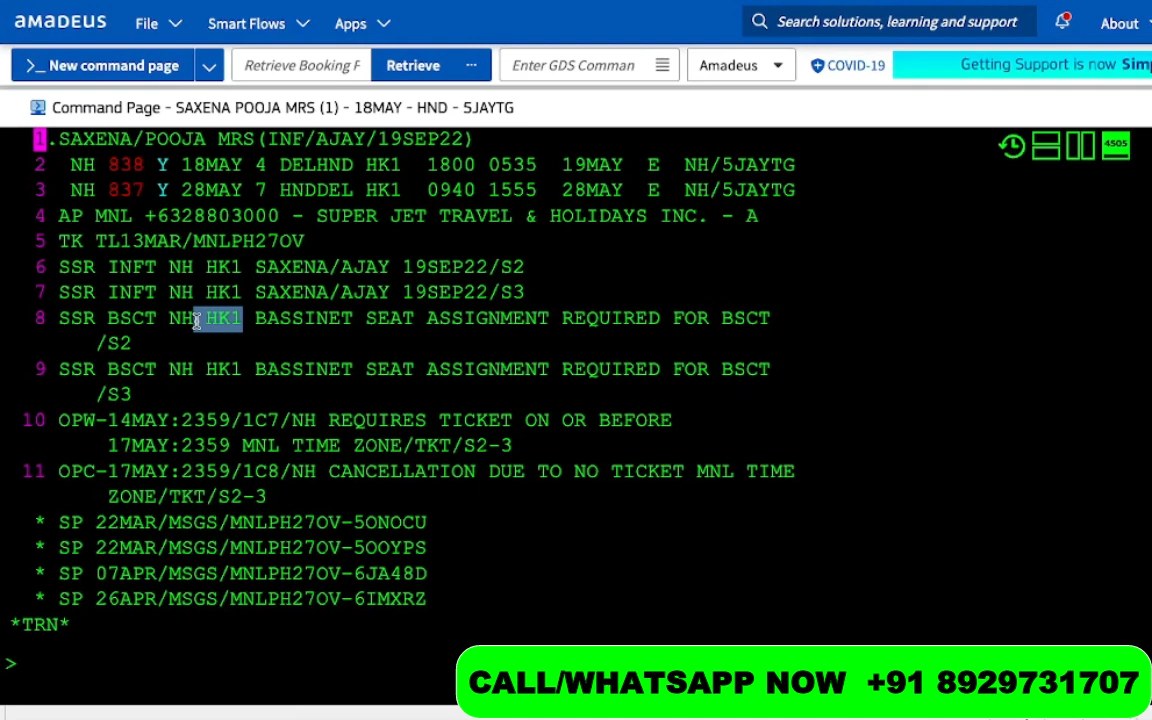 amadeus File Smart Flows Apps Search solutions, learning and support About
>_ New command page Retrieve Booking F Retrieve ... Enter GDS Comman Amadeus COVID-19 Getting Support is now Simp
Command Page - SAXENA POOJA MRS (1) - 18MAY - HND - 5JAYTG
1.SAXENA/POOJA MRS(INF/AJAY/19SEP22) 4505
2 NH 838 Y 18MAY 4 DELHND HK1 1800 0535 19MAY E NH/5JAYTG
3 NH 837 Y 28MAY 7 HNDDEL HK1 0940 1555 28MAY E NH/5JAYTG
4 AP MNL +6328803000 - SUPER JET TRAVEL & HOLIDAYS INC. - A
5 TK TL13MAR/MNLPH27OV
6 SSR INFT NH HK1 SAXENA/AJAY 19SEP22/S2
7 SSR INFT NH HK1 SAXENA/AJAY 19SEP22/S3
8 SSR BSCT NH HK1 BASSINET SEAT ASSIGNMENT REQUIRED FOR BSCT
/S2
9 SSR BSCT NH HK1 BASSINET SEAT ASSIGNMENT REQUIRED FOR BSCT
/S3
10 OPW-14MAY:2359/1C7/NH REQUIRES TICKET ON OR BEFORE
17MAY:2359 MNL TIME ZONE/TKT/S2-3
11 OPC-17MAY:2359/1C8/NH CANCELLATION DUE TO NO TICKET MNL TIME
ZONE/TKT/S2-3
* SP 22MAR/MSGS/MNLPH27OV-5ONOCU
* SP 22MAR/MSGS/MNLPH27OV-5OOYPS
* SP 07APR/MSGS/MNLPH27OV-6JA48D
* SP 26APR/MSGS/MNLPH27OV-6IMXRZ
*TRN*
>
CALL/WHATSAPP NOW +91 8929731707